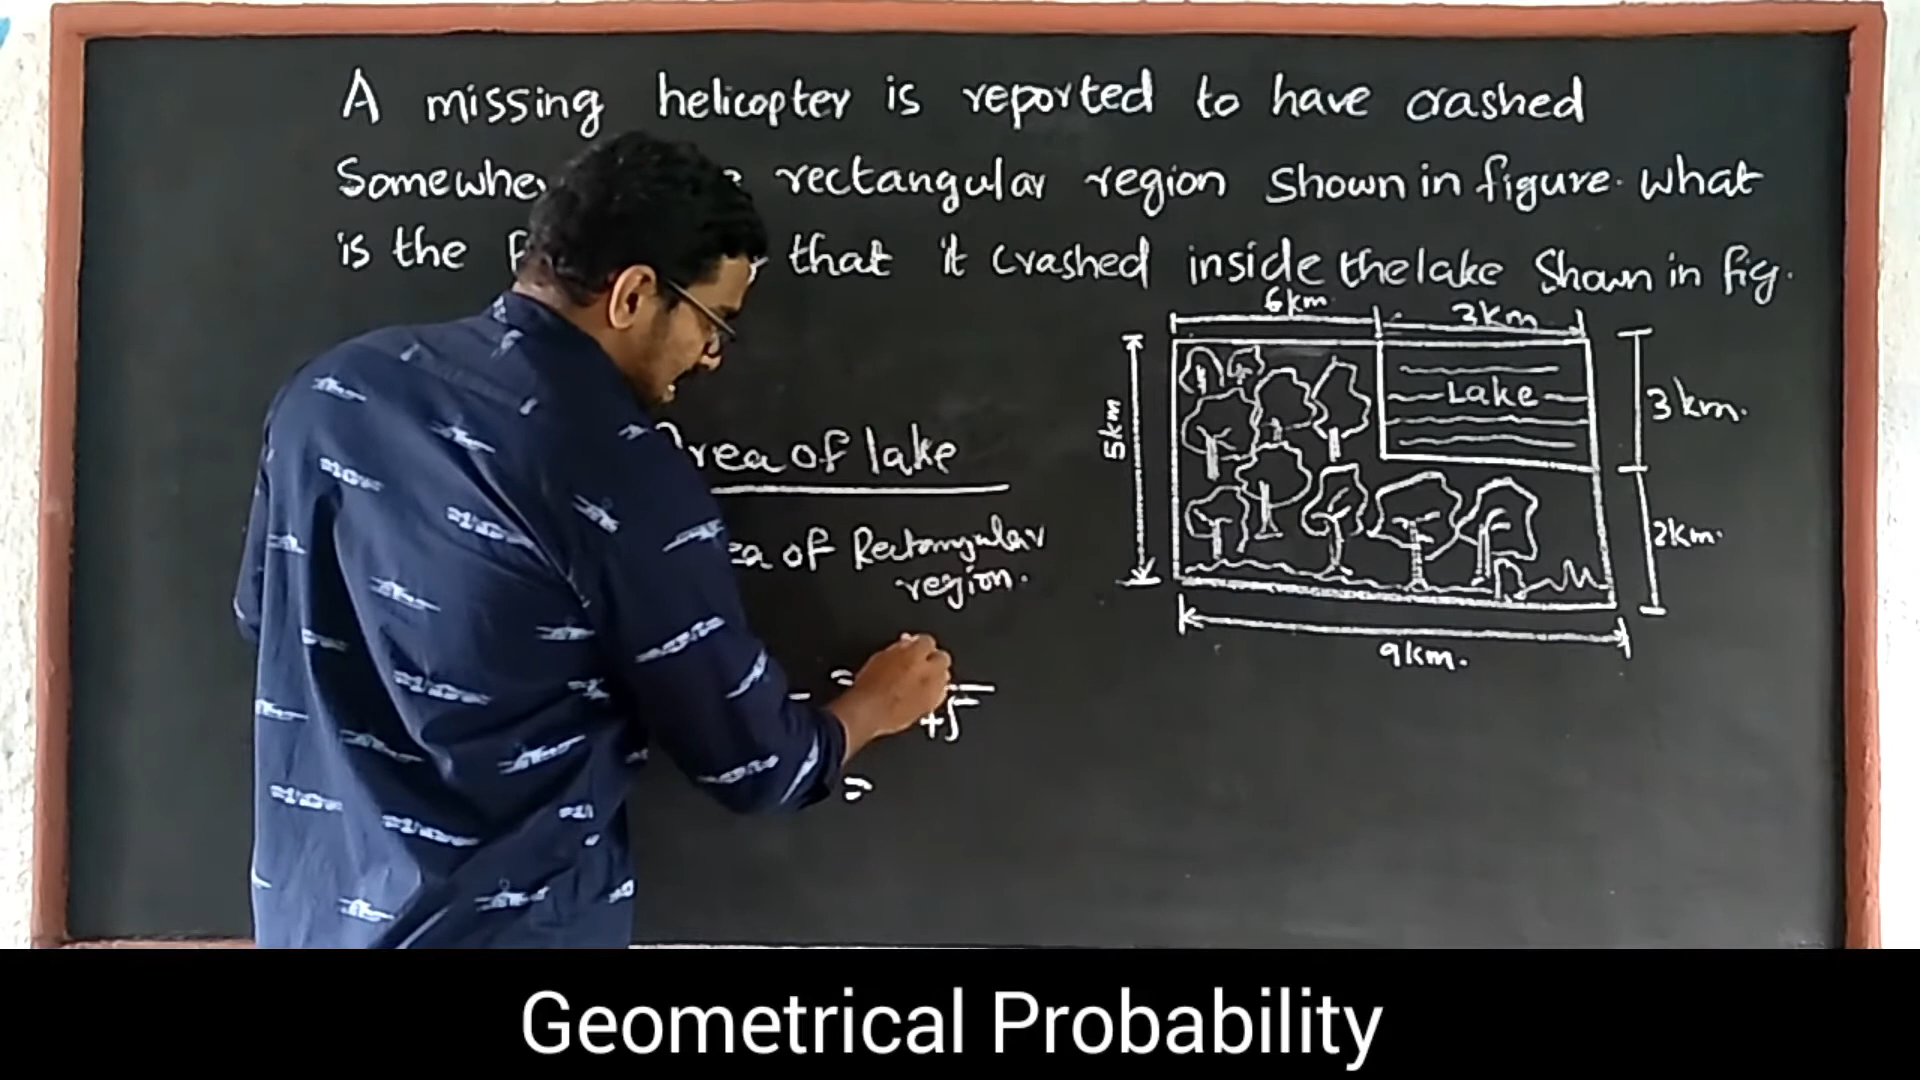 A missing helicopter is reported to have crashed
Somewhe rectangular region shown in figure. what
is the that it crashed inside the lake shown in fig.
6km 3km
5km
Lake
3km.
2km.
9km.
rea of lake
ea of Rectangular
region.
=
=
Geometrical Probability